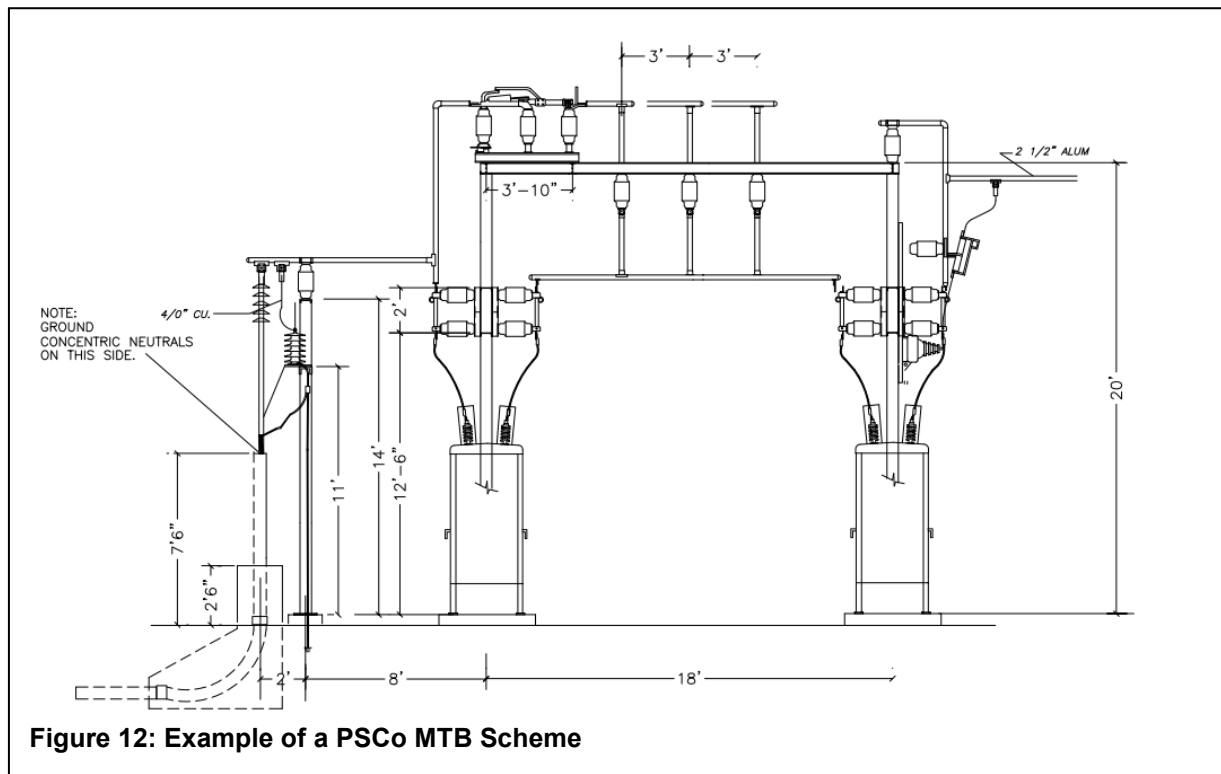 3' 3'
2 1/2" ALUM
3'-10"
NOTE:
GROUND
CONCENTRIC NEUTRALS
ON THIS SIDE.
4/0" CU.
2'
20'
14'
12'-6"
11'
7'6"
2'6"
2' 8' 18'
Figure 12: Example of a PSCo MTB Scheme